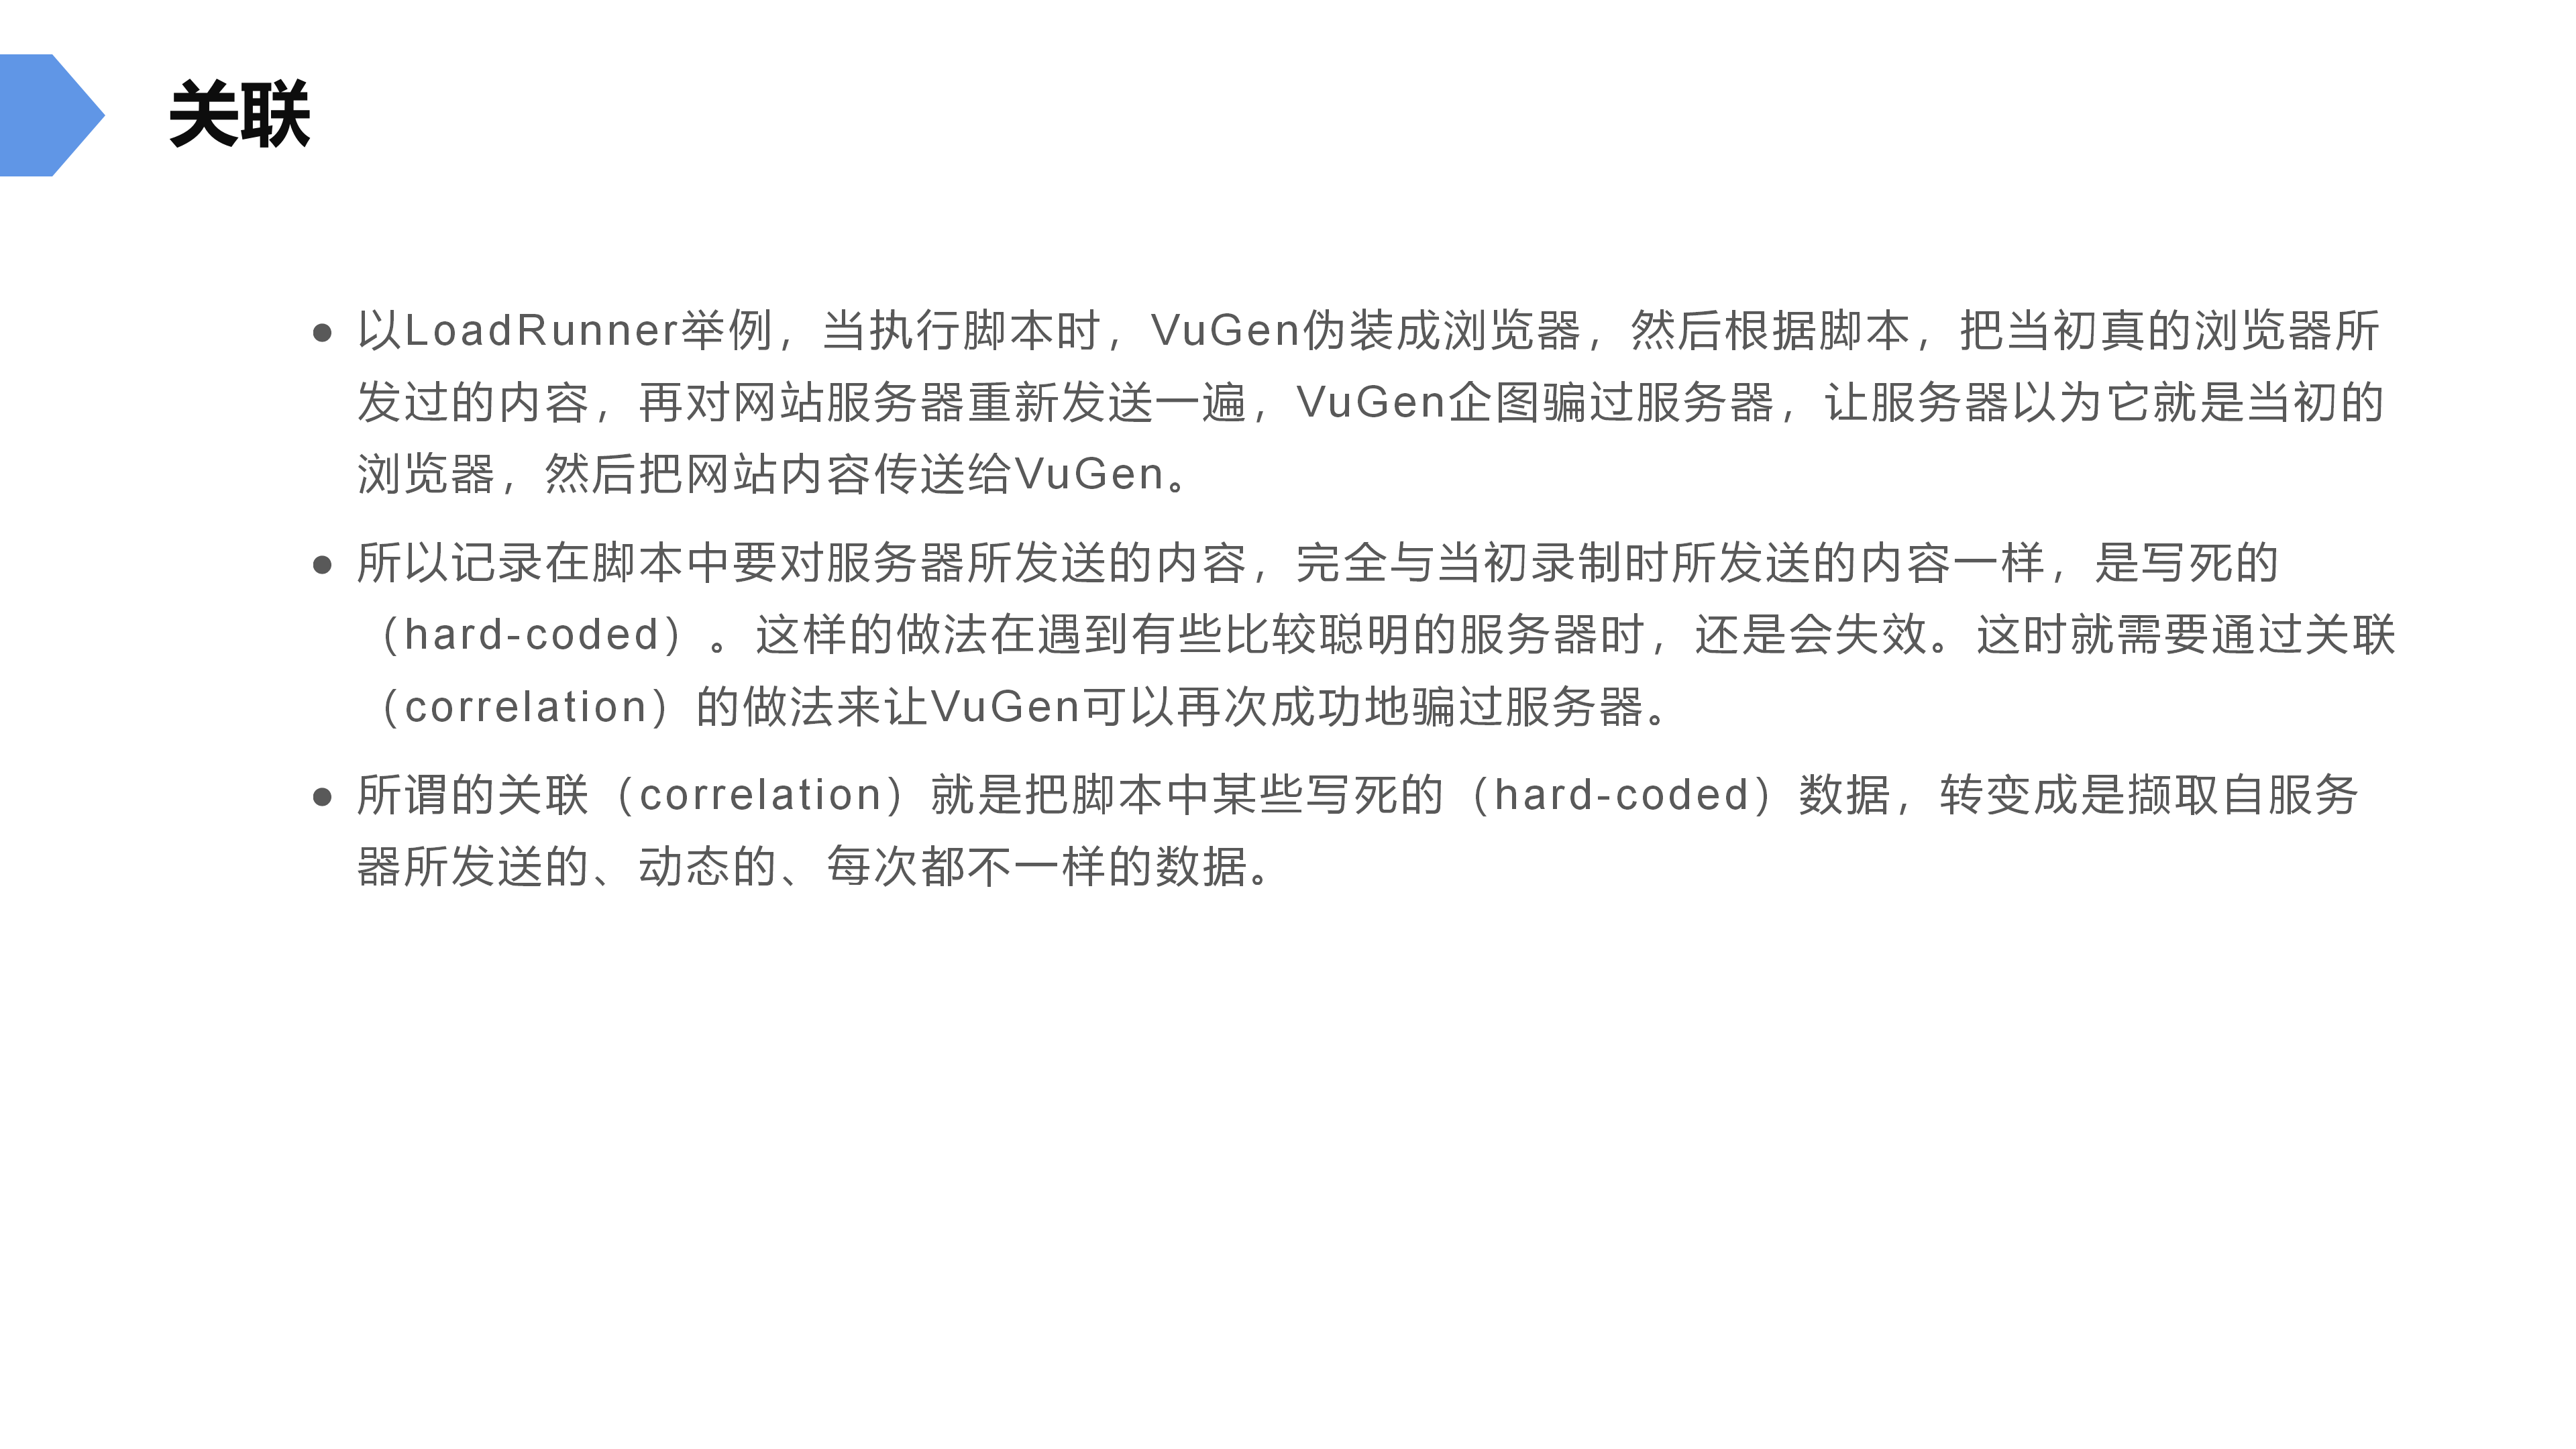 关联
● 以LoadRunner举例，当执行脚本时，VuGen伪装成浏览器，然后根据脚本，把当初真的浏览器所
发过的内容，再对网站服务器重新发送一遍，VuGen企图骗过服务器，让服务器以为它就是当初的
浏览器，然后把网站内容传送给VuGen。
● 所以记录在脚本中要对服务器所发送的内容，完全与当初录制时所发送的内容一样，是写死的
（hard-coded）。这样的做法在遇到有些比较聪明的服务器时，还是会失效。这时就需要通过关联
（correlation）的做法来让VuGen可以再次成功地骗过服务器。
● 所谓的关联（correlation）就是把脚本中某些写死的（hard-coded）数据，转变成是撷取自服务
器所发送的、动态的、每次都不一样的数据。